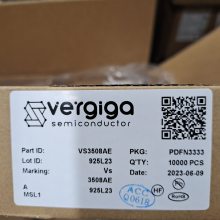 vergiga
semiconductor
Part ID: VS3508AE PKG: PDFN3333
Lot ID: 925L23 Q'TY: 10000 PCS
Marking: Vs Date: 2023-06-09
3508AE
A 925L23
MSL1
ACC
Q0618
HF